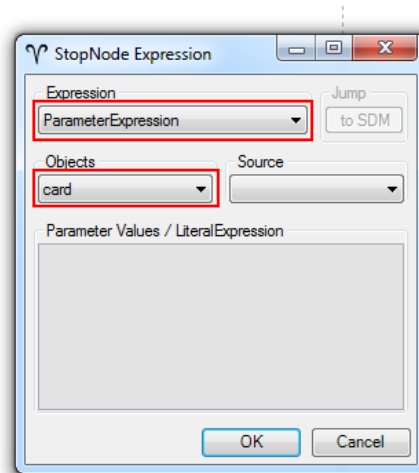 StopNode Expression
Expression
Jump
ParameterExpression
to SDM
Objects
Source
card
Parameter Values / LiteralExpression
OK
Cancel